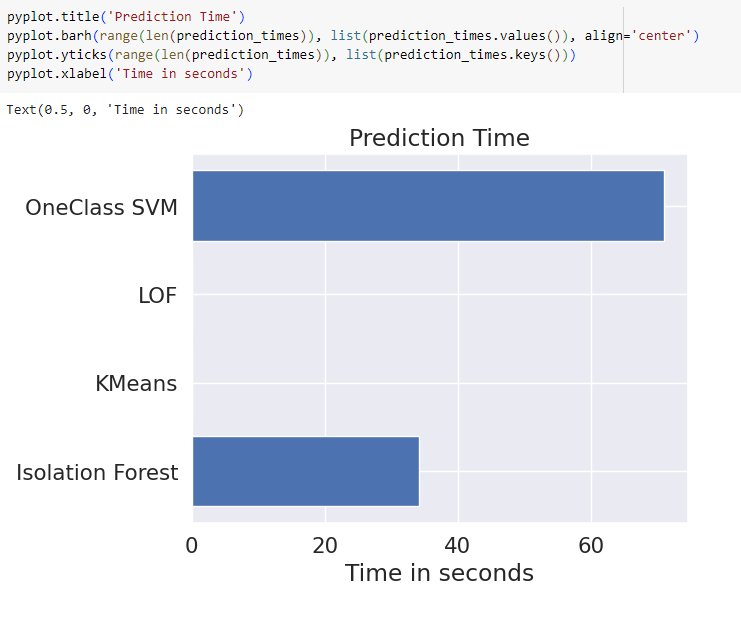 pyplot.title('Prediction Time')
pyplot.barh(range(len(prediction_times)), list(prediction_times.values()), align='center')
pyplot.yticks(range(len(prediction_times)), list(prediction_times.keys()))
pyplot.xlabel('Time in seconds')
Text(0.5, 0, 'Time in seconds')
Prediction Time
OneClass SVM
LOF
KMeans
Isolation Forest
0 20 40 60
Time in seconds